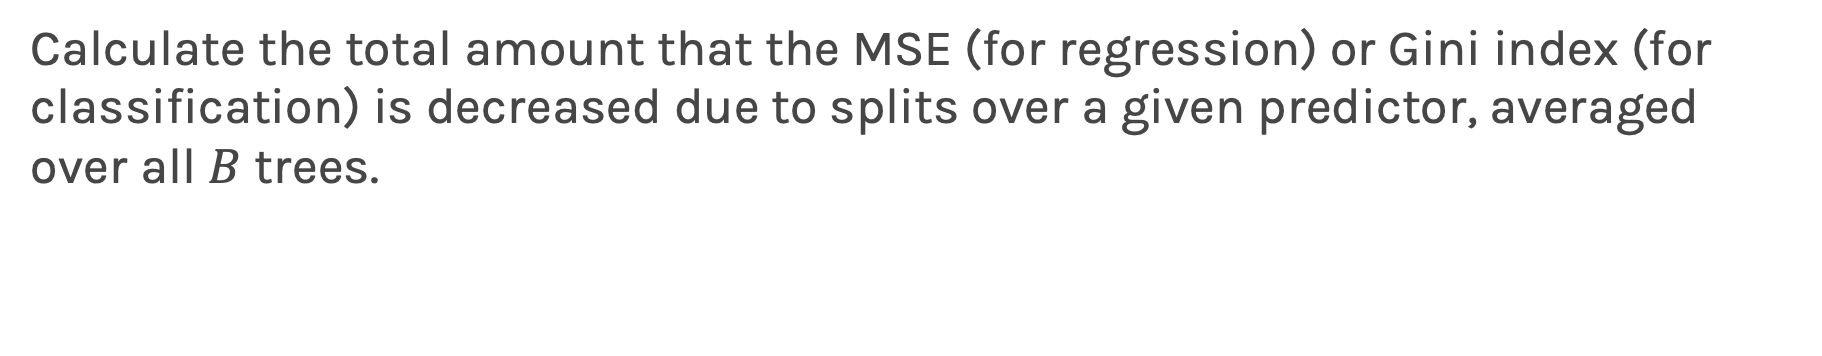 Calculate the total amount that the MSE (for regression) or Gini index (for
classification) is decreased due to splits over a given predictor, averaged
over all B trees.